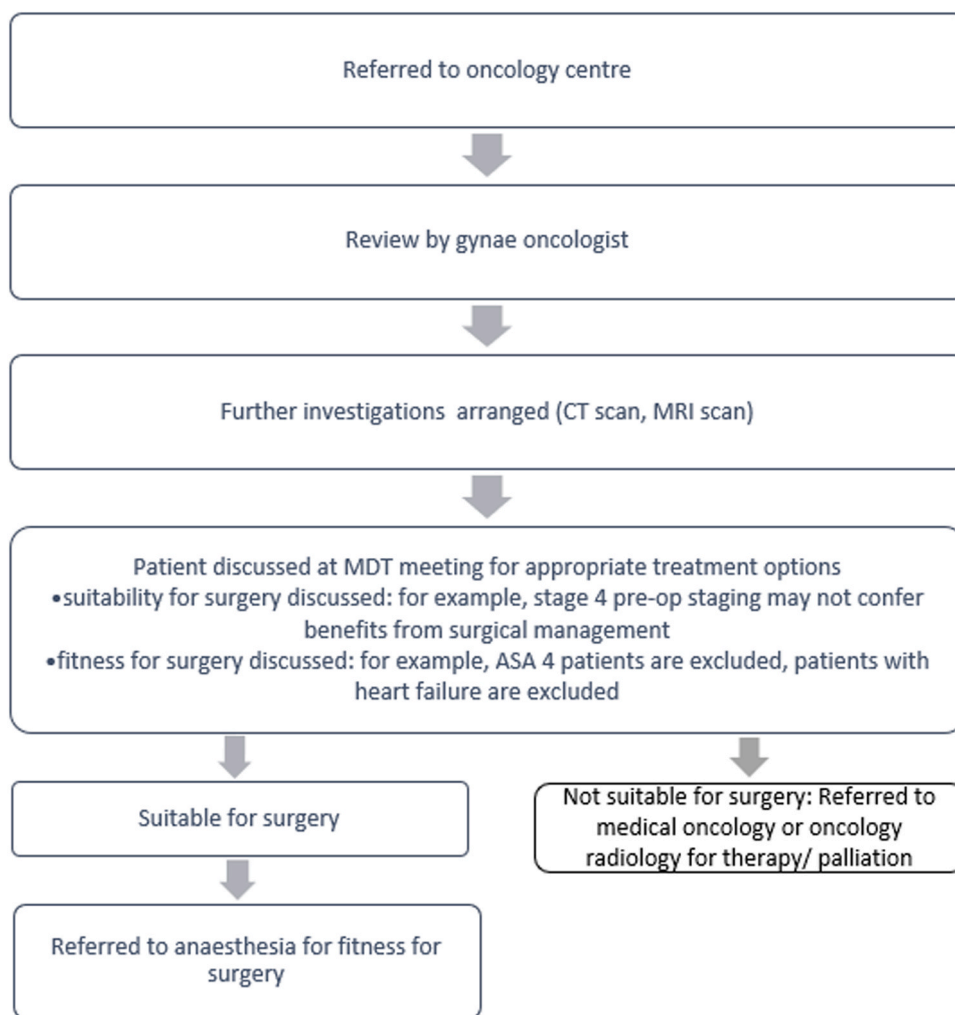 Referred to oncology centre
Review by gynae oncologist
Further investigations  arranged (CT scan, MRI scan)
Patient discussed at MDT meeting for appropriate treatment options
•suitability for surgery discussed: for example, stage 4 pre-op staging may not confer
benefits from surgical management
•fitness for surgery discussed: for example, ASA 4 patients are excluded, patients with
heart failure are excluded
Suitable for surgery
Not suitable for surgery: Referred to
medical oncology or oncology
radiology for therapy/ palliation
Referred to anaesthesia for fitness for
surgery